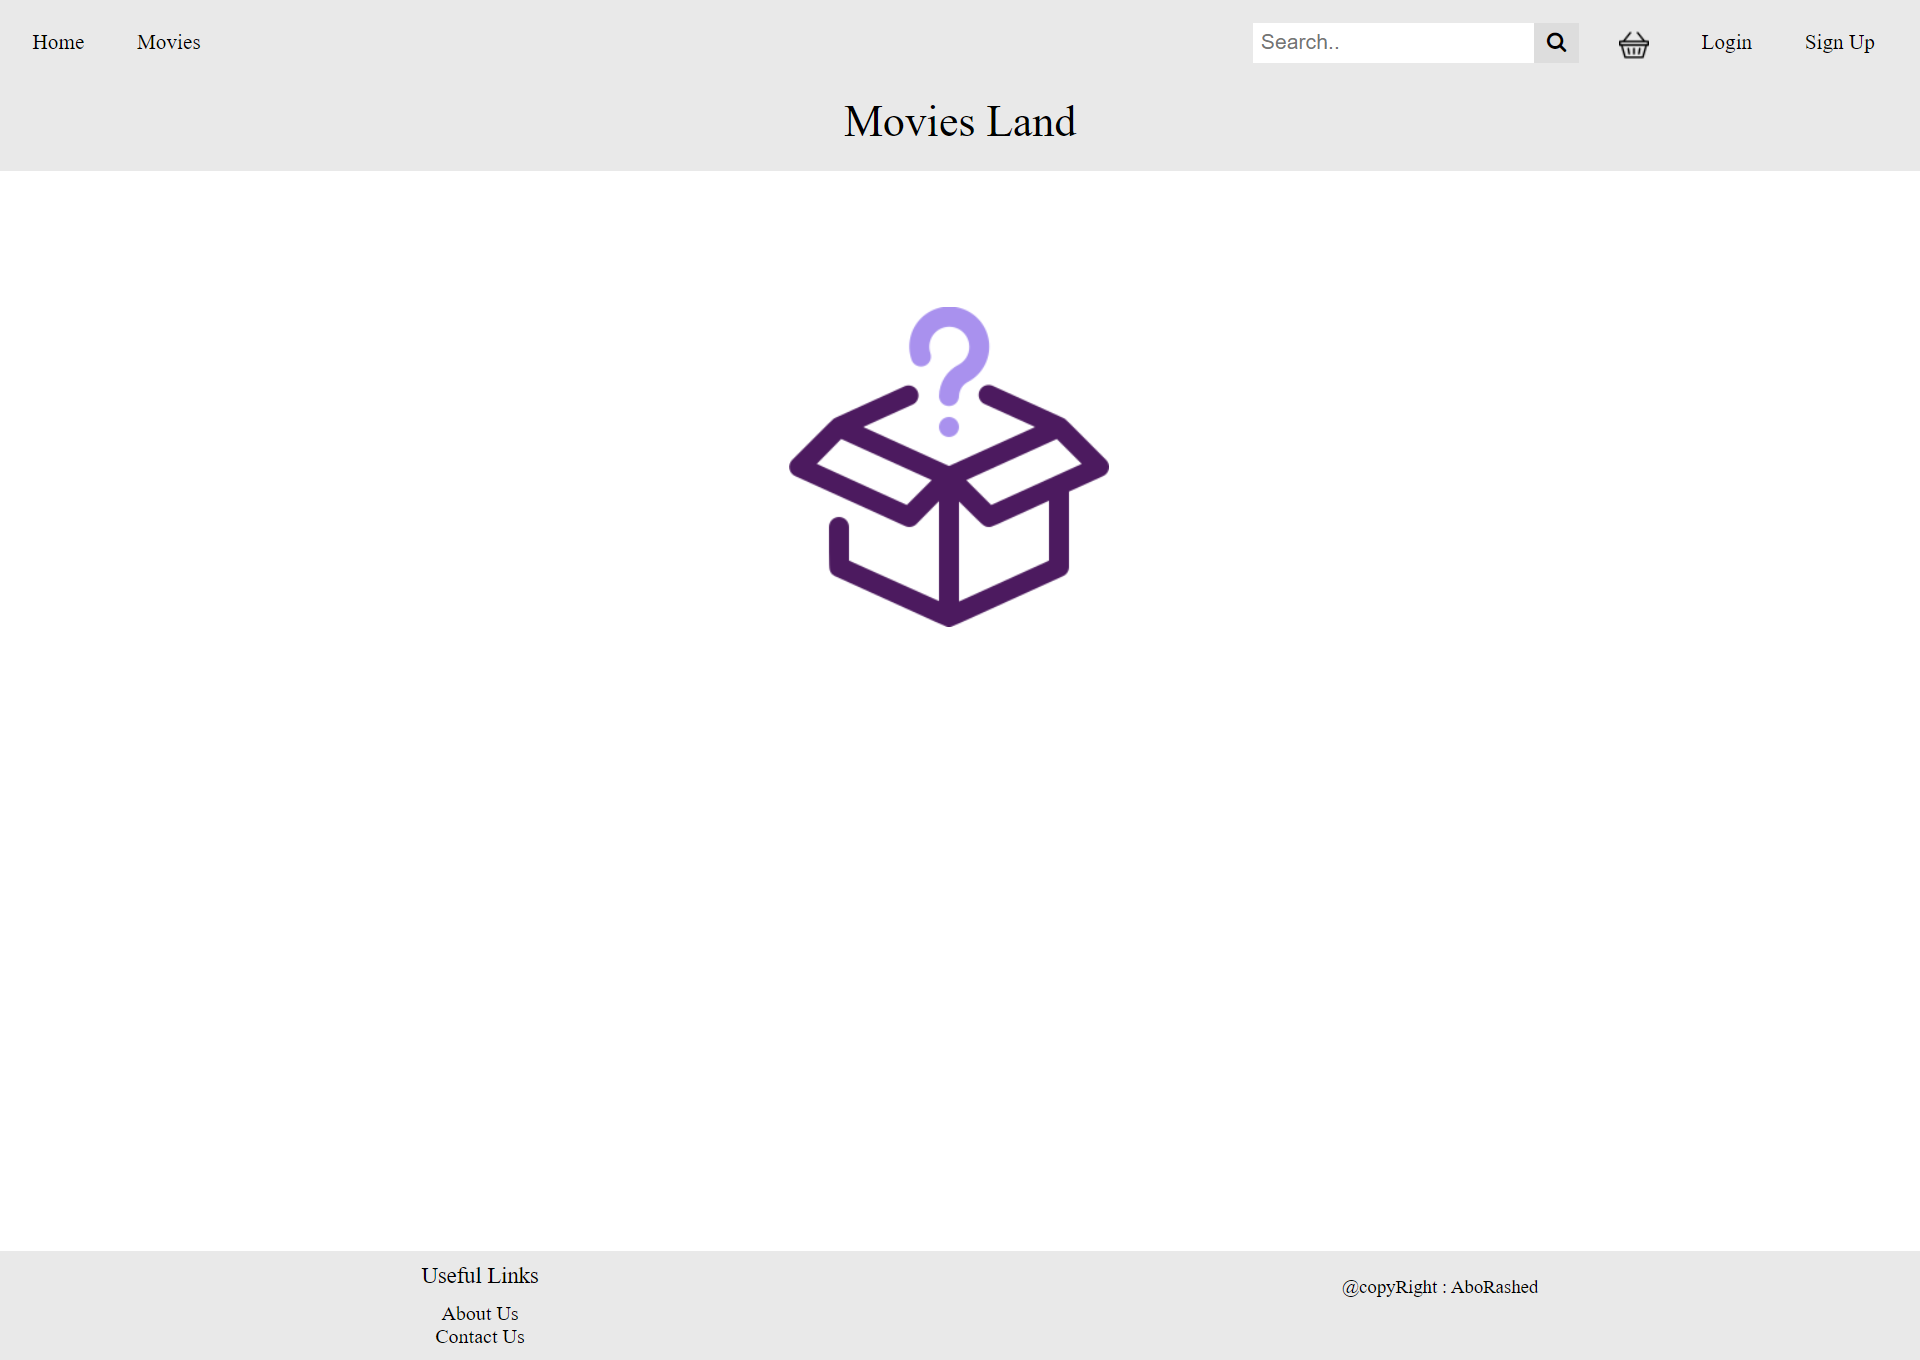 Home Movies Search.. Login Sign Up
Movies Land
Useful Links
About Us
Contact Us
@copyRight : AboRashed